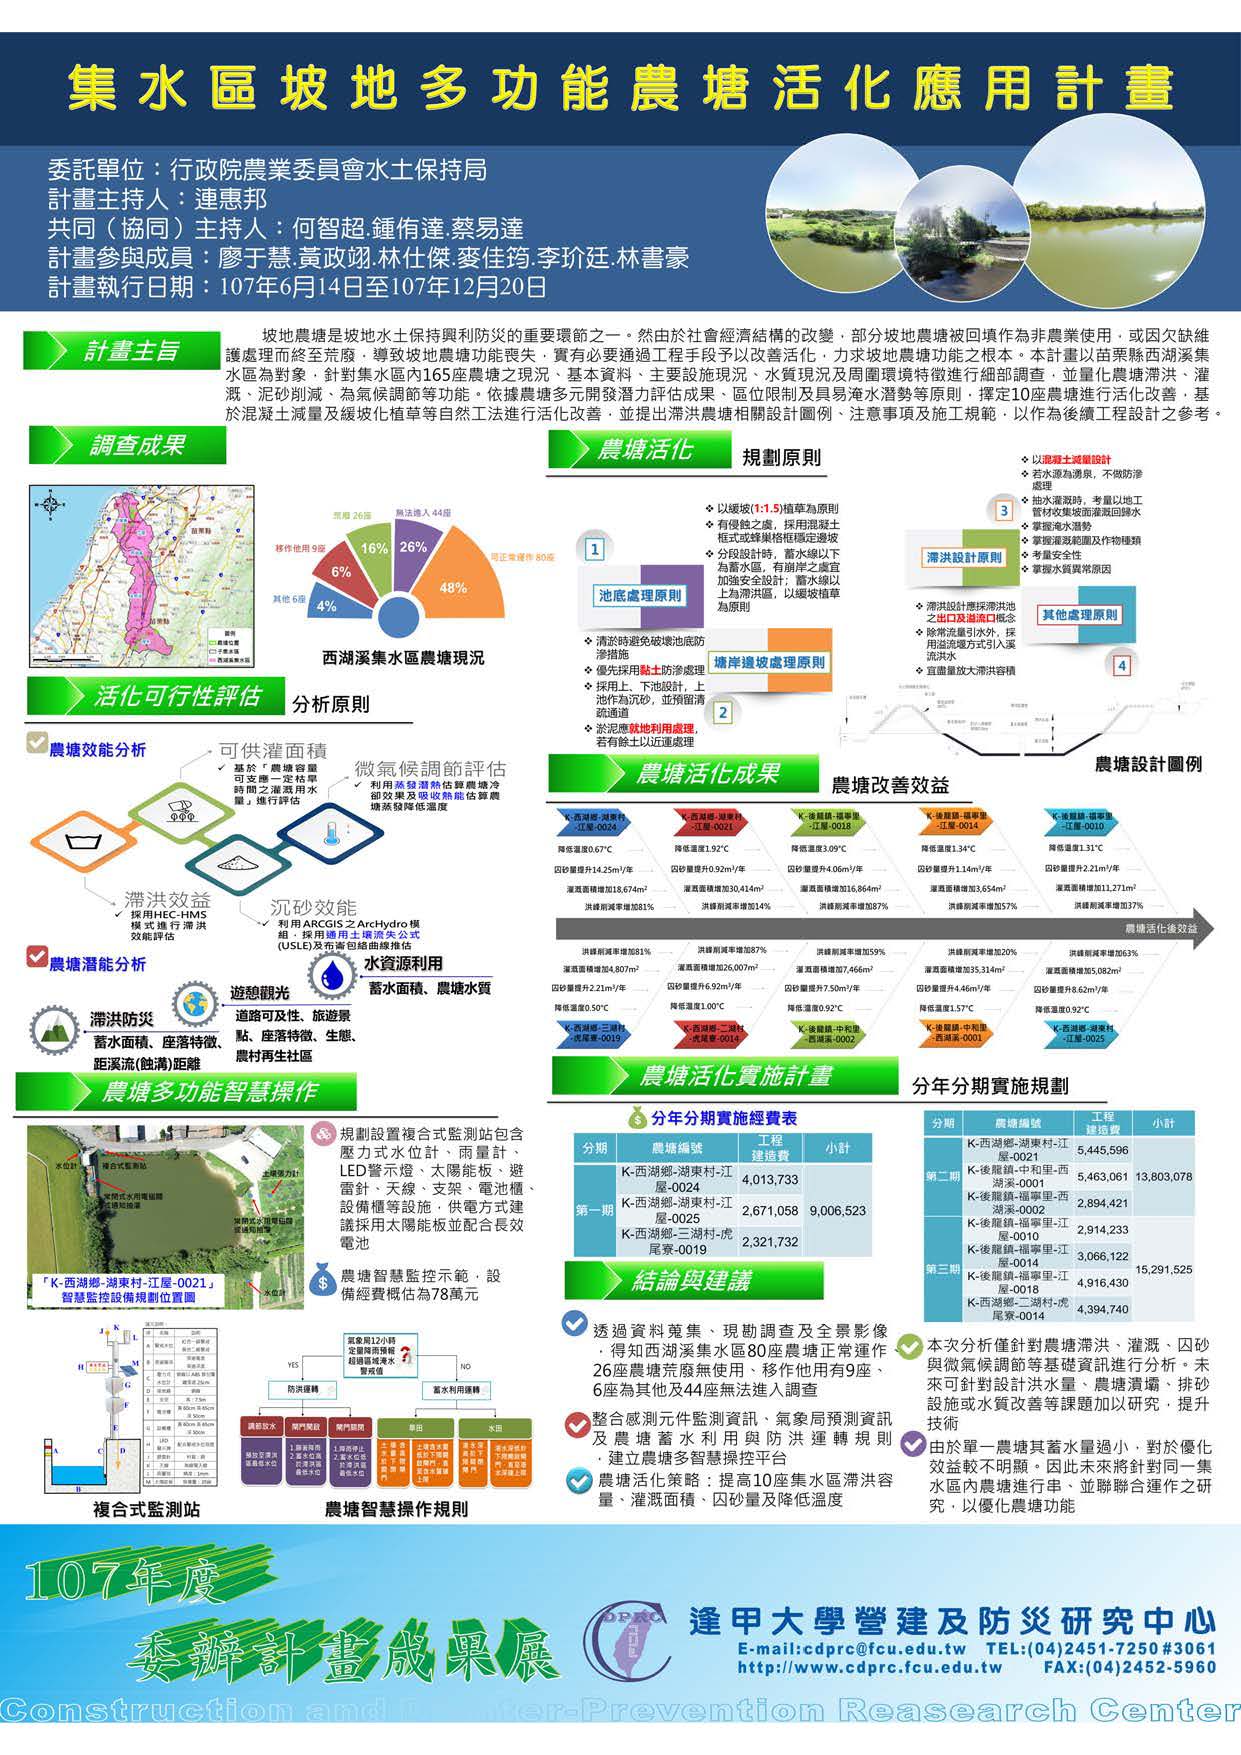 集水區坡地多功能農塘活化應用計畫
委託單位：行政院農業委員會水土保持局
計畫主持人：連惠邦
共同（協同）主持人：何智超.鍾侑達.蔡易達
計畫參與成員：廖于慧.黃政翊.林仕傑.麥佳筠.李玠廷.林書豪
計畫執行日期：107年6月14日至107年12月20日
計畫主旨
坡地農塘是坡地水土保持興利防災的重要環節之一。然由於社會經濟結構的改變，部分坡地農塘被回填作為非農業使用，或因欠缺維
護處理而終至荒廢，導致坡地農塘功能喪失，實有必要通過工程手段予以改善活化，力求坡地農塘功能之根本。本計畫以苗栗縣西湖溪集
水區為對象，針對集水區內165座農塘之現況、基本資料、主要設施現況、水質現況及周圍環境特徵進行細部調查，並量化農塘滯洪、灌
溉、泥砂削減、為氣候調節等功能。依據農塘多元開發潛力評估成果、區位限制及具易淹水潛勢等原則，擇定10座農塘進行活化改善，基
於混凝土減量及緩坡化植草等自然工法進行活化改善，並提出滯洪農塘相關設計圖例、注意事項及施工規範，以作為後續工程設計之參考。
調查成果
苗栗縣
苗栗縣
圖例
農塘位置
子集水區
西湖溪集水區
其他 6座
4%
移作他用 9座
6%
荒廢 26座
16%
無法進入 44座
26%
可正常運作 80座
48%
西湖溪集水區農塘現況
活化可行性評估
分析原則
農塘效能分析
可供灌面積
基於「農塘容量
可支應一定枯旱
時間之灌溉用水
量」進行評估
微氣候調節評估
利用蒸發潛熱估算農塘冷
卻效果及吸收熱能估算農
塘蒸發降低溫度
滯洪效益
採用HEC-HMS
模式進行滯洪
效能評估
沉砂效能
利用ARCGIS之ArcHydro模
組，採用通用土壤流失公式
(USLE)及布崙包絡曲線推估
農塘潛能分析
水資源利用
蓄水面積、農塘水質
遊憩觀光
道路可及性、旅遊景
點、座落特徵、生態、
農村再生社區
滯洪防災
蓄水面積、座落特徵、
距溪流(蝕溝)距離
農塘多功能智慧操作
水位計
複合式監測站
土壤張力計
常閉式水用電磁閥
水位計
「K-西湖鄉-湖東村-江屋-0021」
智慧監控設備規劃位置圖
規劃設置複合式監測站包含
壓力式水位計、雨量計、
LED警示燈、太陽能板、避
雷針、天線、支架、電池櫃、
設備櫃等設施，供電方式建
議採用太陽能板並配合長效
電池
農塘智慧監控示範，設
備經費概估為78萬元
J K L
H M
G
F
E
A C D
B
複合式監測站
氣象局12小時
定量降雨預報
超過區域淹水
警戒值
YES
NO
防洪運轉
蓄水利用運轉
調節放水
閘門開啟
閘門關閉
旱田
水田
農塘智慧操作規則
農塘活化
規劃原則
1
池底處理原則
清淤時避免破壞池底防
滲措施
優先採用黏土防滲處理
採用上、下池設計，上
池作為沉砂，並預留清
疏通道
淤泥應就地利用處理，
若有餘土以近運處理
以緩坡(1:1.5)植草為原則
有侵蝕之虞，採用混凝土
框式或蜂巢格框穩定邊坡
分段設計時，蓄水線以下
為蓄水區，有崩岸之虞宜
加強安全設計；蓄水線以
上為滯洪區，以緩坡植草
為原則
塘岸邊坡處理原則
2
3
滯洪設計原則
滯洪設計應採滯洪池
之出口及溢流口概念
除常流量引水外，採
用溢流堰方式引入溪
流洪水
宜盡量放大滯洪容積
以混凝土減量設計
若水源為湧泉，不做防滲
處理
抽水灌溉時，考量以地工
管材收集坡面灌溉回歸水
掌握淹水潛勢
掌握灌溉範圍及作物種類
考量安全性
掌握水質異常原因
其他處理原則
4
農塘設計圖例
農塘活化成果
農塘改善效益
K-西湖鄉-湖東村
-江屋-0024
降低溫度0.67°C
囚砂量提升14.25m³/年
灌溉面積增加18,674m²
洪峰削減率增加81%
K-西湖鄉-湖東村
-江屋-0021
降低溫度1.92°C
囚砂量提升0.92m³/年
灌溉面積增加30,414m²
洪峰削減率增加14%
K-後龍鎮-福寧里
-江屋-0018
降低溫度3.09°C
囚砂量提升4.06m³/年
灌溉面積增加16,864m²
洪峰削減率增加87%
K-後龍鎮-福寧里
-江屋-0014
降低溫度1.34°C
囚砂量提升1.14m³/年
灌溉面積增加3,654m²
洪峰削減率增加57%
K-後龍鎮-福寧里
-江屋-0010
降低溫度1.31°C
囚砂量提升2.21m³/年
灌溉面積增加11,271m²
洪峰削減率增加37%
農塘活化後效益
洪峰削減率增加81%
灌溉面積增加4,807m²
囚砂量提升2.21m³/年
降低溫度0.50°C
K-西湖鄉-三湖村
-虎尾寮-0019
洪峰削減率增加87%
灌溉面積增加26,007m²
囚砂量提升6.92m³/年
降低溫度1.00°C
K-西湖鄉-二湖村
-虎尾寮-0014
洪峰削減率增加59%
灌溉面積增加7,466m²
囚砂量提升7.50m³/年
降低溫度0.92°C
K-後龍鎮-中和里
-西湖溪-0002
洪峰削減率增加20%
灌溉面積增加35,314m²
囚砂量提升4.46m³/年
降低溫度1.57°C
K-後龍鎮-中和里
-西湖溪-0001
洪峰削減率增加63%
灌溉面積增加5,082m²
囚砂量提升8.62m³/年
降低溫度0.92°C
K-西湖鄉-湖東村
-江屋-0025
農塘活化實施計畫
分年分期實施規劃
分年分期實施經費表
分期 農塘編號 工程建造費 小計
第一期
K-西湖鄉-湖東村-江屋-0024 4,013,733
K-西湖鄉-湖東村-江屋-0025 2,671,058 9,006,523
K-西湖鄉-三湖村-虎尾寮-0019 2,321,732
分期 農塘編號 工程建造費 小計
第二期
K-西湖鄉-湖東村-江屋-0021 5,445,596
K-後龍鎮-中和里-西湖溪-0001 5,463,061 13,803,078
K-後龍鎮-福寧里-西湖溪-0002 2,894,421
第三期
K-後龍鎮-福寧里-江屋-0010 2,914,233
K-後龍鎮-福寧里-江屋-0014 3,066,122
K-後龍鎮-福寧里-江屋-0018 4,916,430 15,291,525
K-西湖鄉-二湖村-虎尾寮-0014 4,394,740
結論與建議
透過資料蒐集、現勘調查及全景影像
，得知西湖溪集水區80座農塘正常運作、
26座農塘荒廢無使用、移作他用有9座、
6座為其他及44座無法進入調查
整合感測元件監測資訊、氣象局預測資訊
及農塘蓄水利用與防洪運轉規則
，建立農塘多智慧操控平台
農塘活化策略：提高10座集水區滯洪容
量、灌溉面積、囚砂量及降低溫度
本次分析僅針對農塘滯洪、灌溉、囚砂
與微氣候調節等基礎資訊進行分析。未
來可針對設計洪水量、農塘潰壩、排砂
設施或水質改善等課題加以研究，提升
技術
由於單一農塘其蓄水量過小，對於優化
效益較不明顯。因此未來將針對同一集
水區內農塘進行串、並聯聯合運作之研
究，以優化農塘功能
107年度
委辦計畫成果展
DPRC
逢甲大學營建及防災研究中心
E-mail:cdprc@fcu.edu.tw TEL:(04)2451-7250#3061
http://www.cdprc.fcu.edu.tw FAX:(04)2452-5960
Construction and ter-Prevention Reasearch Center